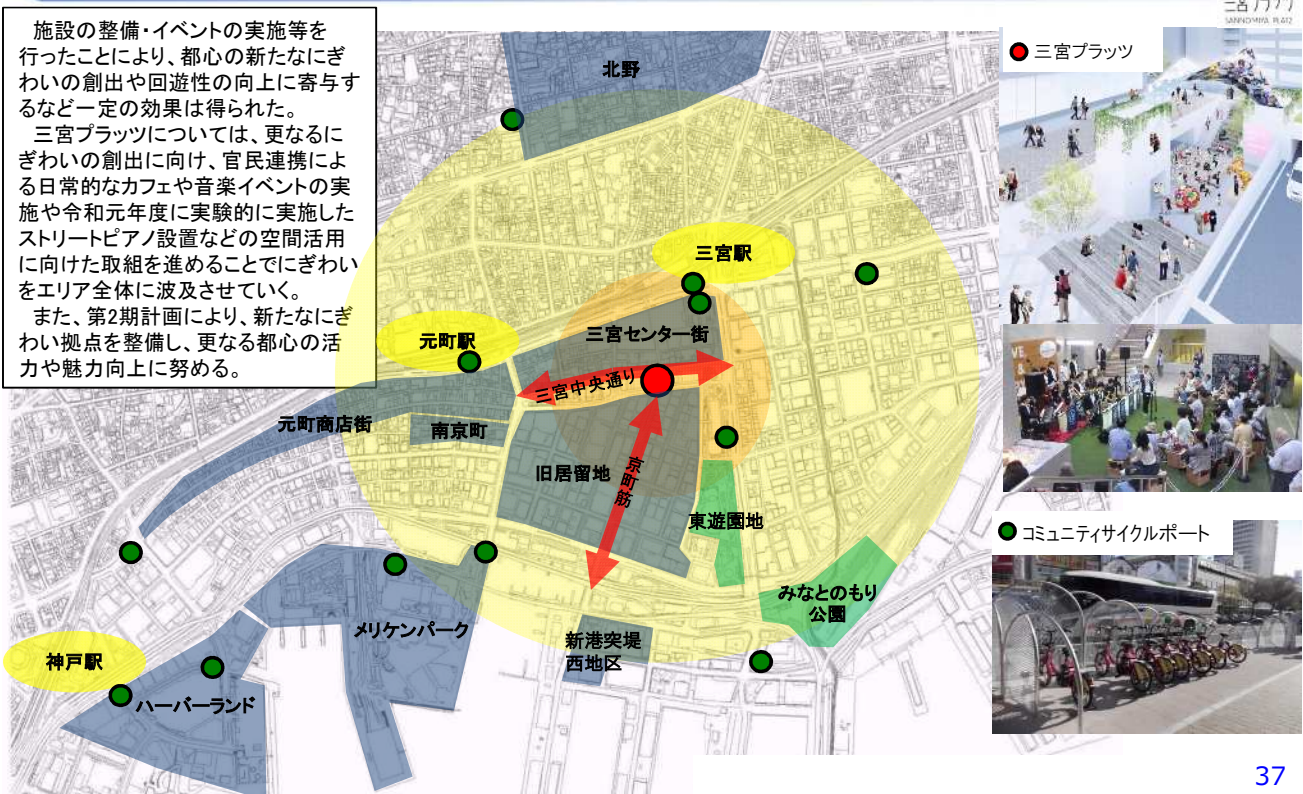 三宮プラッツ
SANNOMIYA PLATZ
施設の整備・イベントの実施等を
行ったことにより、都心の新たなにぎ
わいの創出や回遊性の向上に寄与す
るなど一定の効果は得られた。
三宮プラッツについては、更なるに
ぎわいの創出に向け、官民連携によ
る日常的なカフェや音楽イベントの実
施や令和元年度に実験的に実施した
ストリートピアノ設置などの空間活用
に向けた取組を進めることでにぎわい
をエリア全体に波及させていく。
また、第2期計画により、新たなにぎ
わい拠点を整備し、更なる都心の活
力や魅力向上に努める。
北野
三宮駅
元町駅
三宮センター街
三宮中央通り
元町商店街
南京町
旧居留地
京町筋
東遊園地
みなとのもり
公園
メリケンパーク
新港突堤
西地区
神戸駅
ハーバーランド
三宮プラッツ
コミュニティサイクルポート
37